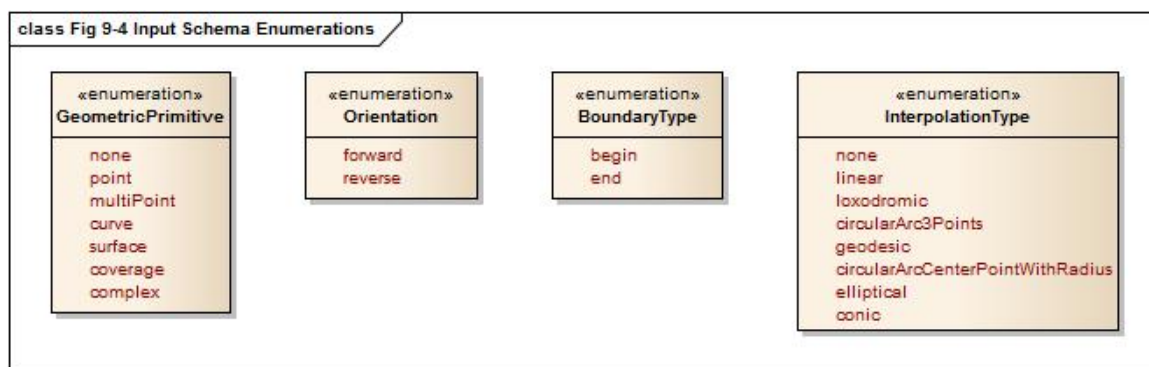 class Fig 9-4 Input Schema Enumerations
«enumeration»
GeometricPrimitive
none
point
multiPoint
curve
surface
coverage
complex
«enumeration»
Orientation
forward
reverse
«enumeration»
BoundaryType
begin
end
«enumeration»
InterpolationType
none
linear
loxodromic
circularArc3Points
geodesic
circularArcCenterPointWithRadius
elliptical
conic